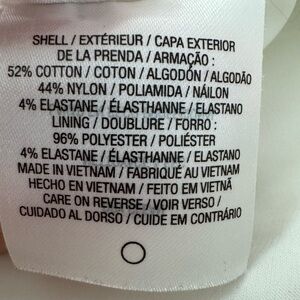 SHELL / EXTÉRIEUR / CAPA EXTERIOR
DE LA PRENDA / ARMAÇÃO :
52% COTTON / COTON / ALGODÓN / ALGODÃO
44% NYLON / POLIAMIDA / NÁILON
4% ELASTANE / ÉLASTHANNE / ELASTANO
LINING / DOUBLURE / FORRO :
96% POLYESTER / POLIÉSTER
4% ELASTANE / ÉLASTHANNE / ELASTANO
MADE IN VIETNAM / FABRIQUÉ AU VIETNAM
HECHO EN VIETNAM / FEITO EM VIETNÃ
CARE ON REVERSE / VOIR VERSO /
CUIDADO AL DORSO / CUIDE EM CONTRÁRIO